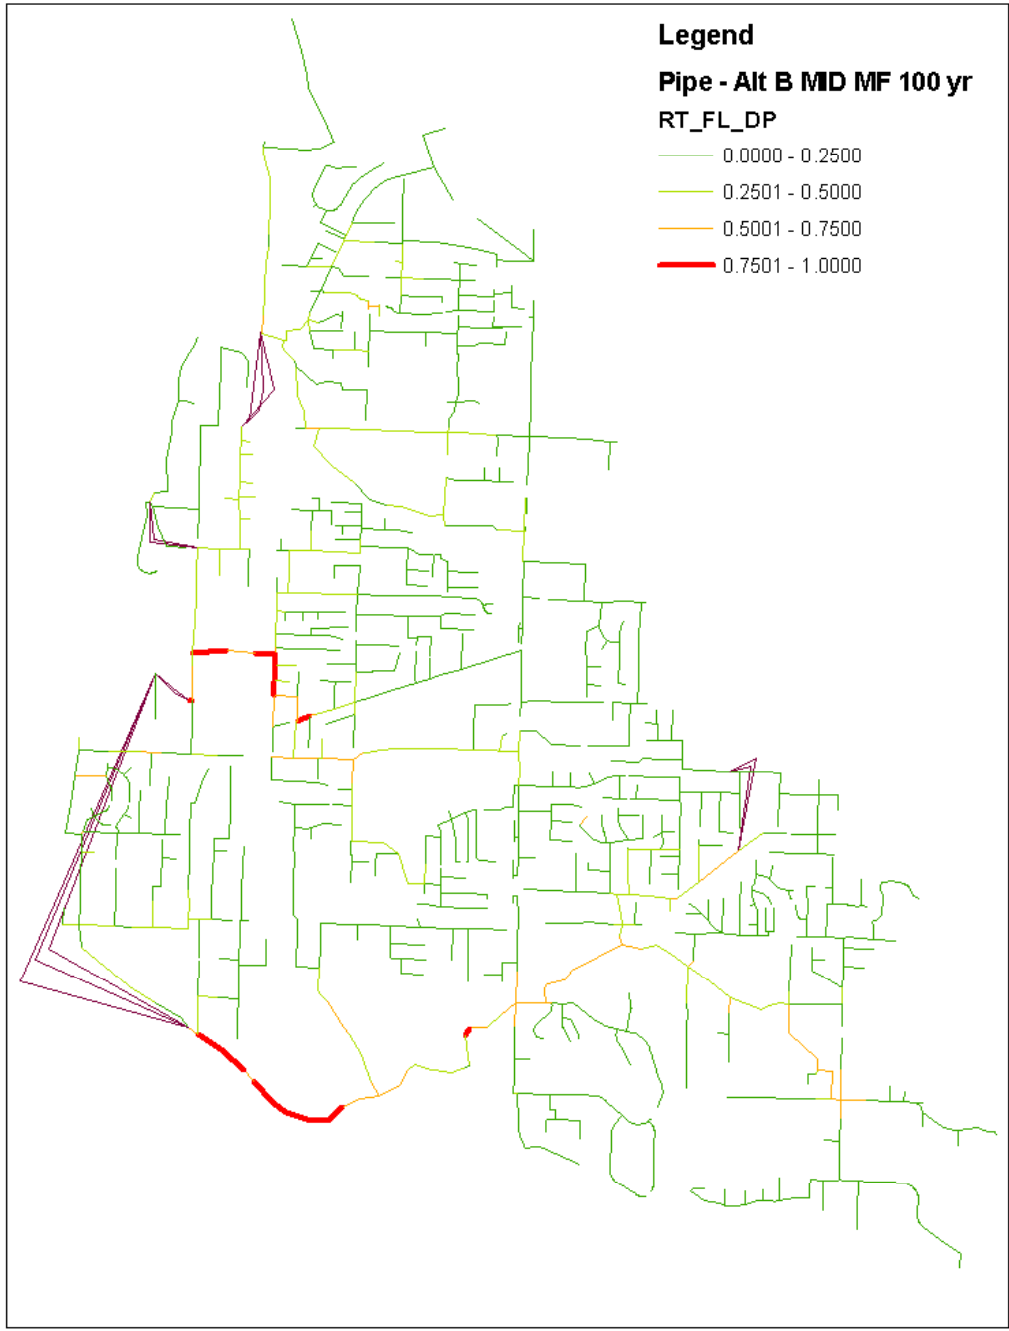 Legend
Pipe - Alt B MID MF 100 yr
RT_FL_DP
0.0000 - 0.2500
0.2501 - 0.5000
0.5001 - 0.7500
0.7501 - 1.0000